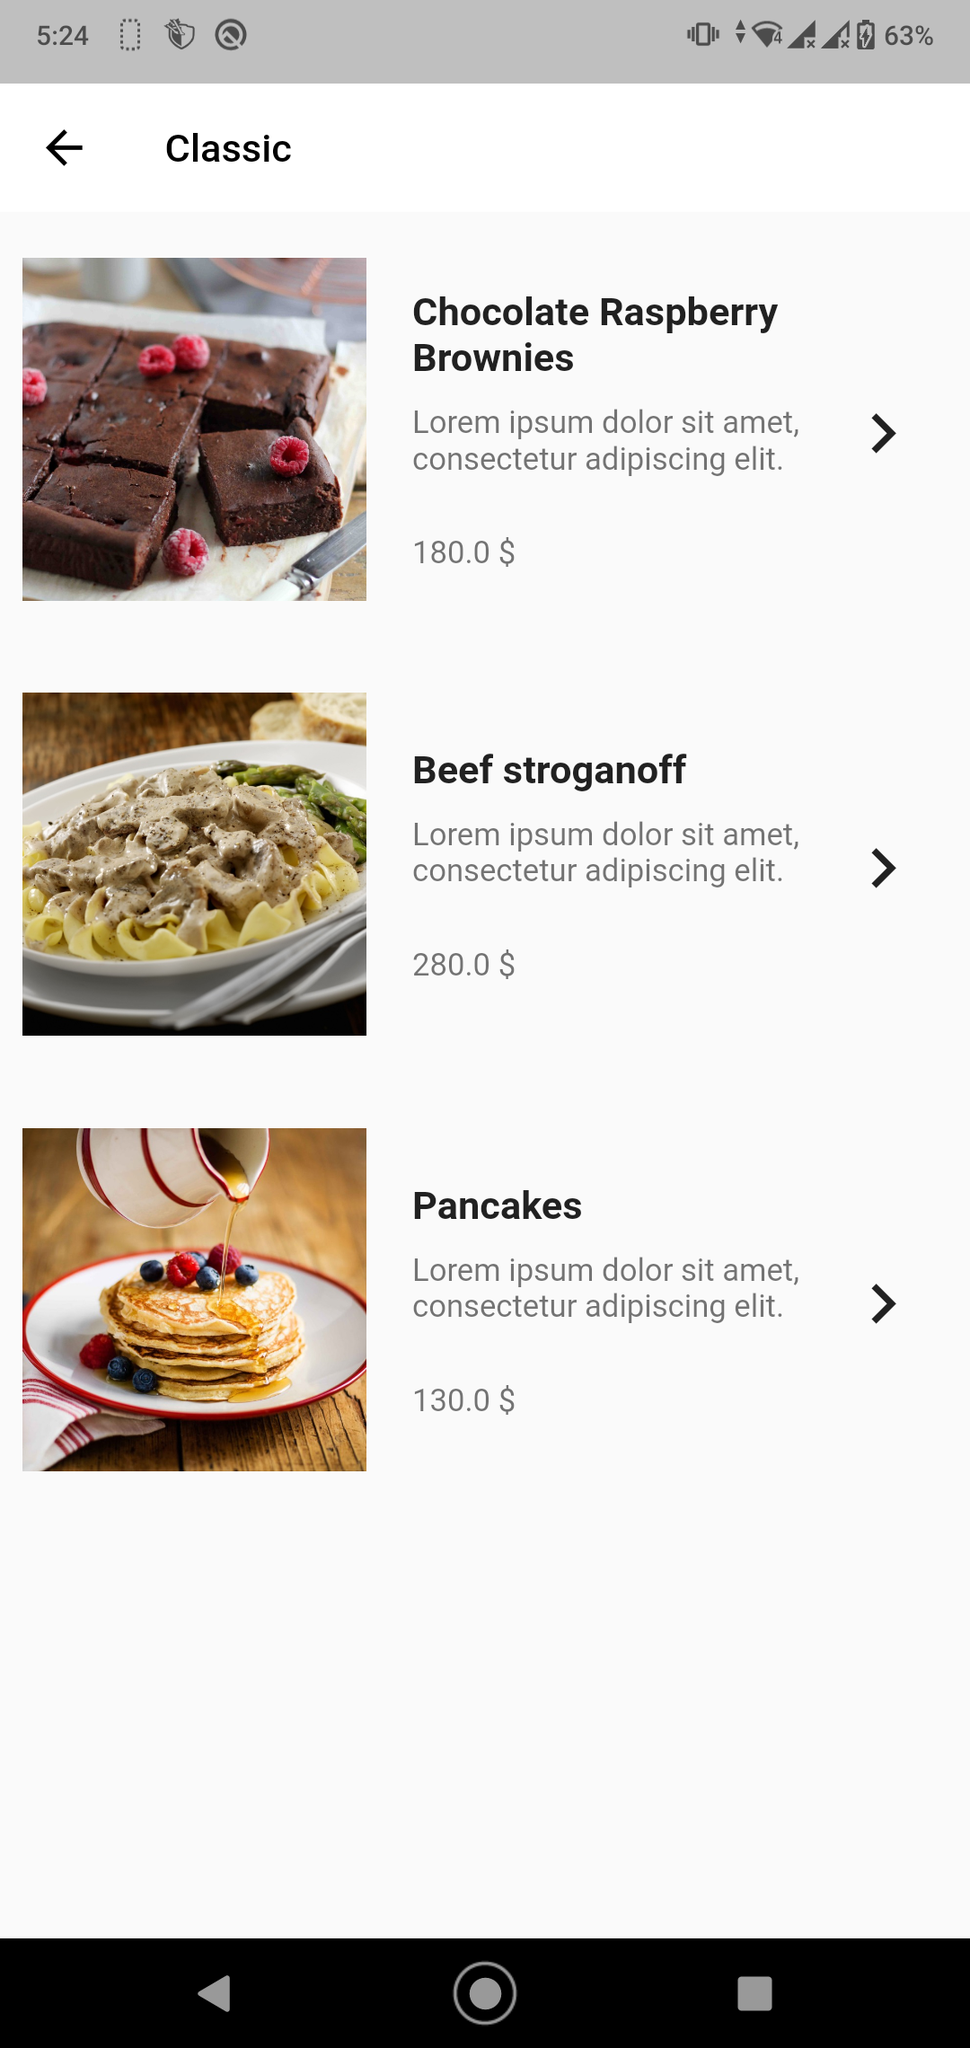 5:24
4
63%
Classic
Chocolate Raspberry
Brownies
Lorem ipsum dolor sit amet,
consectetur adipiscing elit.
180.0 $
Beef stroganoff
Lorem ipsum dolor sit amet,
consectetur adipiscing elit.
280.0 $
Pancakes
Lorem ipsum dolor sit amet,
consectetur adipiscing elit.
130.0 $